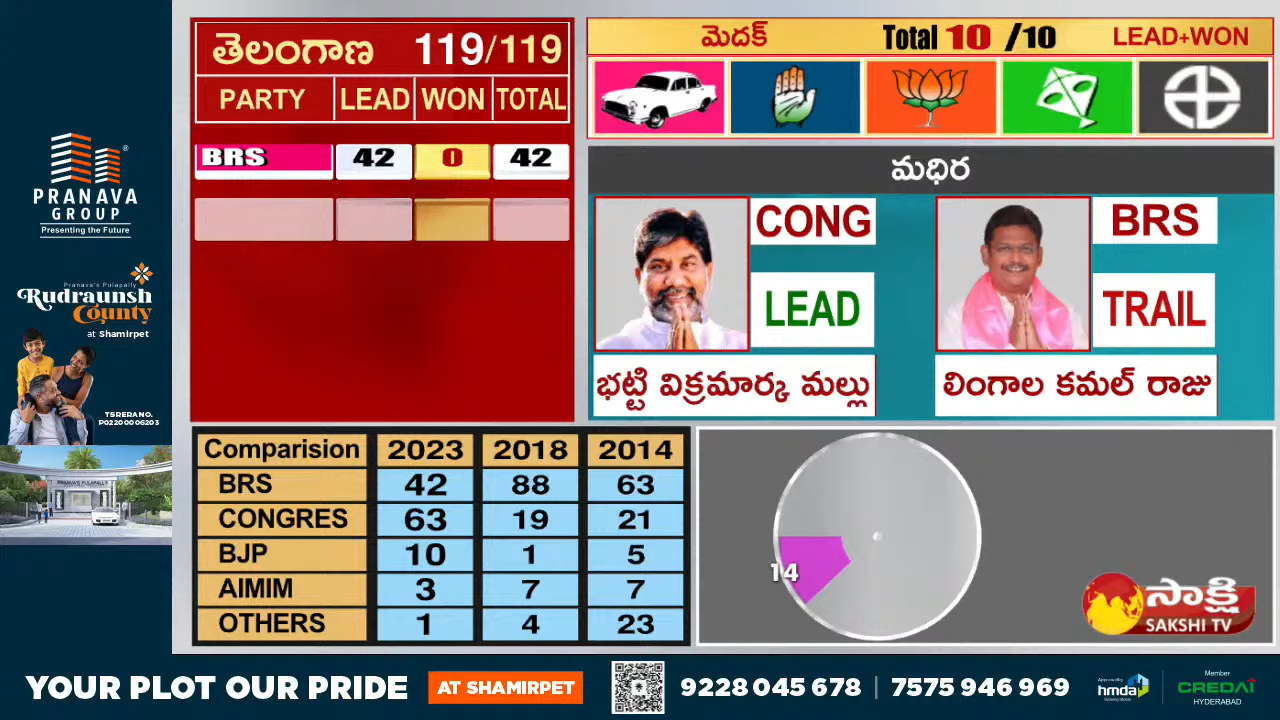 తెలంగాణ 119/119
PARTY LEAD WON TOTAL
BRS 42 0 42
మెదక్ Total 10 /10 LEAD+WON
మధిర
CONG
LEAD
భట్టి విక్రమార్క మల్లు
BRS
TRAIL
లింగాల కమల్ రాజు
Comparision 2023 2018 2014
BRS 42 88 63
CONGRES 63 19 21
BJP 10 1 5
AIMIM 3 7 7
OTHERS 1 4 23
14
సాక్షి
SAKSHI TV
PRANAVA
GROUP
Presenting the Future
Pranava's Pulapally
Rudraunsh
County
at Shamirpet
TSRERANO.
P02200006203
YOUR PLOT OUR PRIDE AT SHAMIRPET 9228 045 678 | 7575 946 969
hmda
Member
CREDAI
HYDERABAD